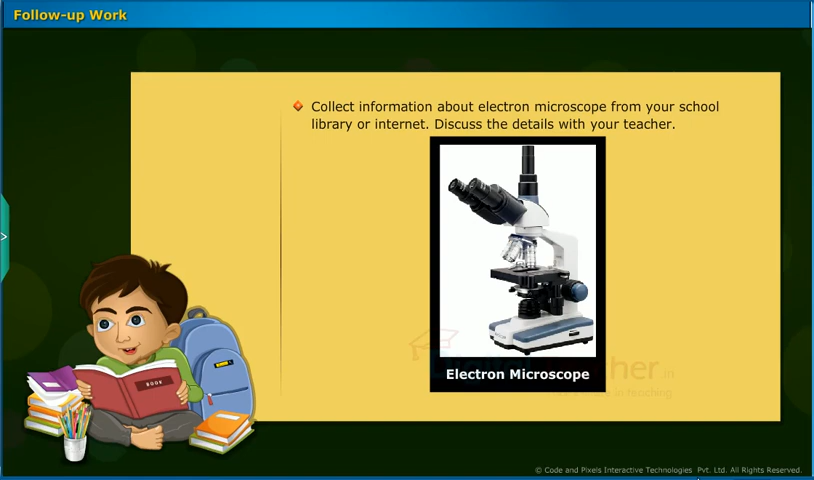 Follow-up Work
Collect information about electron microscope from your school
library or internet. Discuss the details with your teacher.
BOOK
Electron Microscope
© Code and Pixels Interactive Technologies Pvt. Ltd. All Rights Reserved.